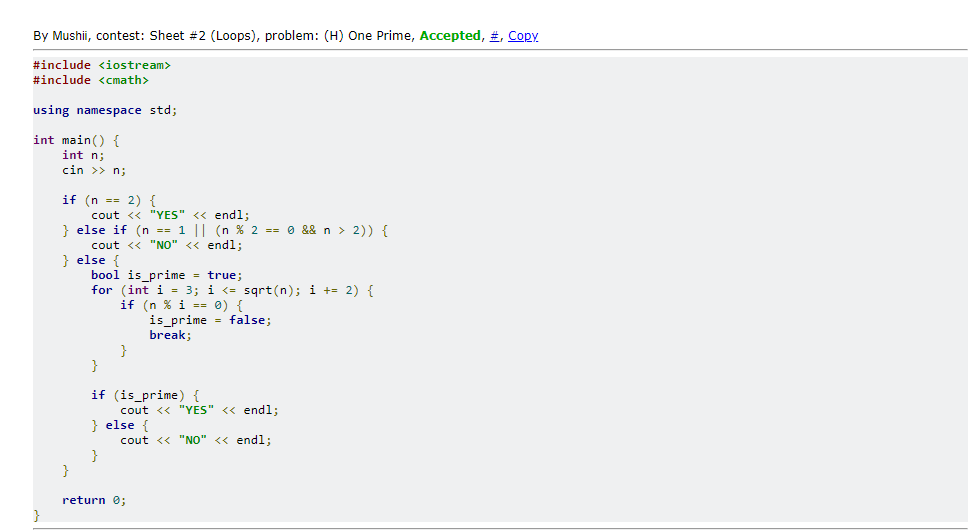 By Mushii, contest: Sheet #2 (Loops), problem: (H) One Prime, Accepted, #, Copy
#include <iostream>
#include <cmath>

using namespace std;

int main() {
    int n;
    cin >> n;

    if (n == 2) {
        cout << "YES" << endl;
    } else if (n == 1 || (n % 2 == 0 && n > 2)) {
        cout << "NO" << endl;
    } else {
        bool is_prime = true;
        for (int i = 3; i <= sqrt(n); i += 2) {
            if (n % i == 0) {
                is_prime = false;
                break;
            }
        }

        if (is_prime) {
            cout << "YES" << endl;
        } else {
            cout << "NO" << endl;
        }
    }

    return 0;
}